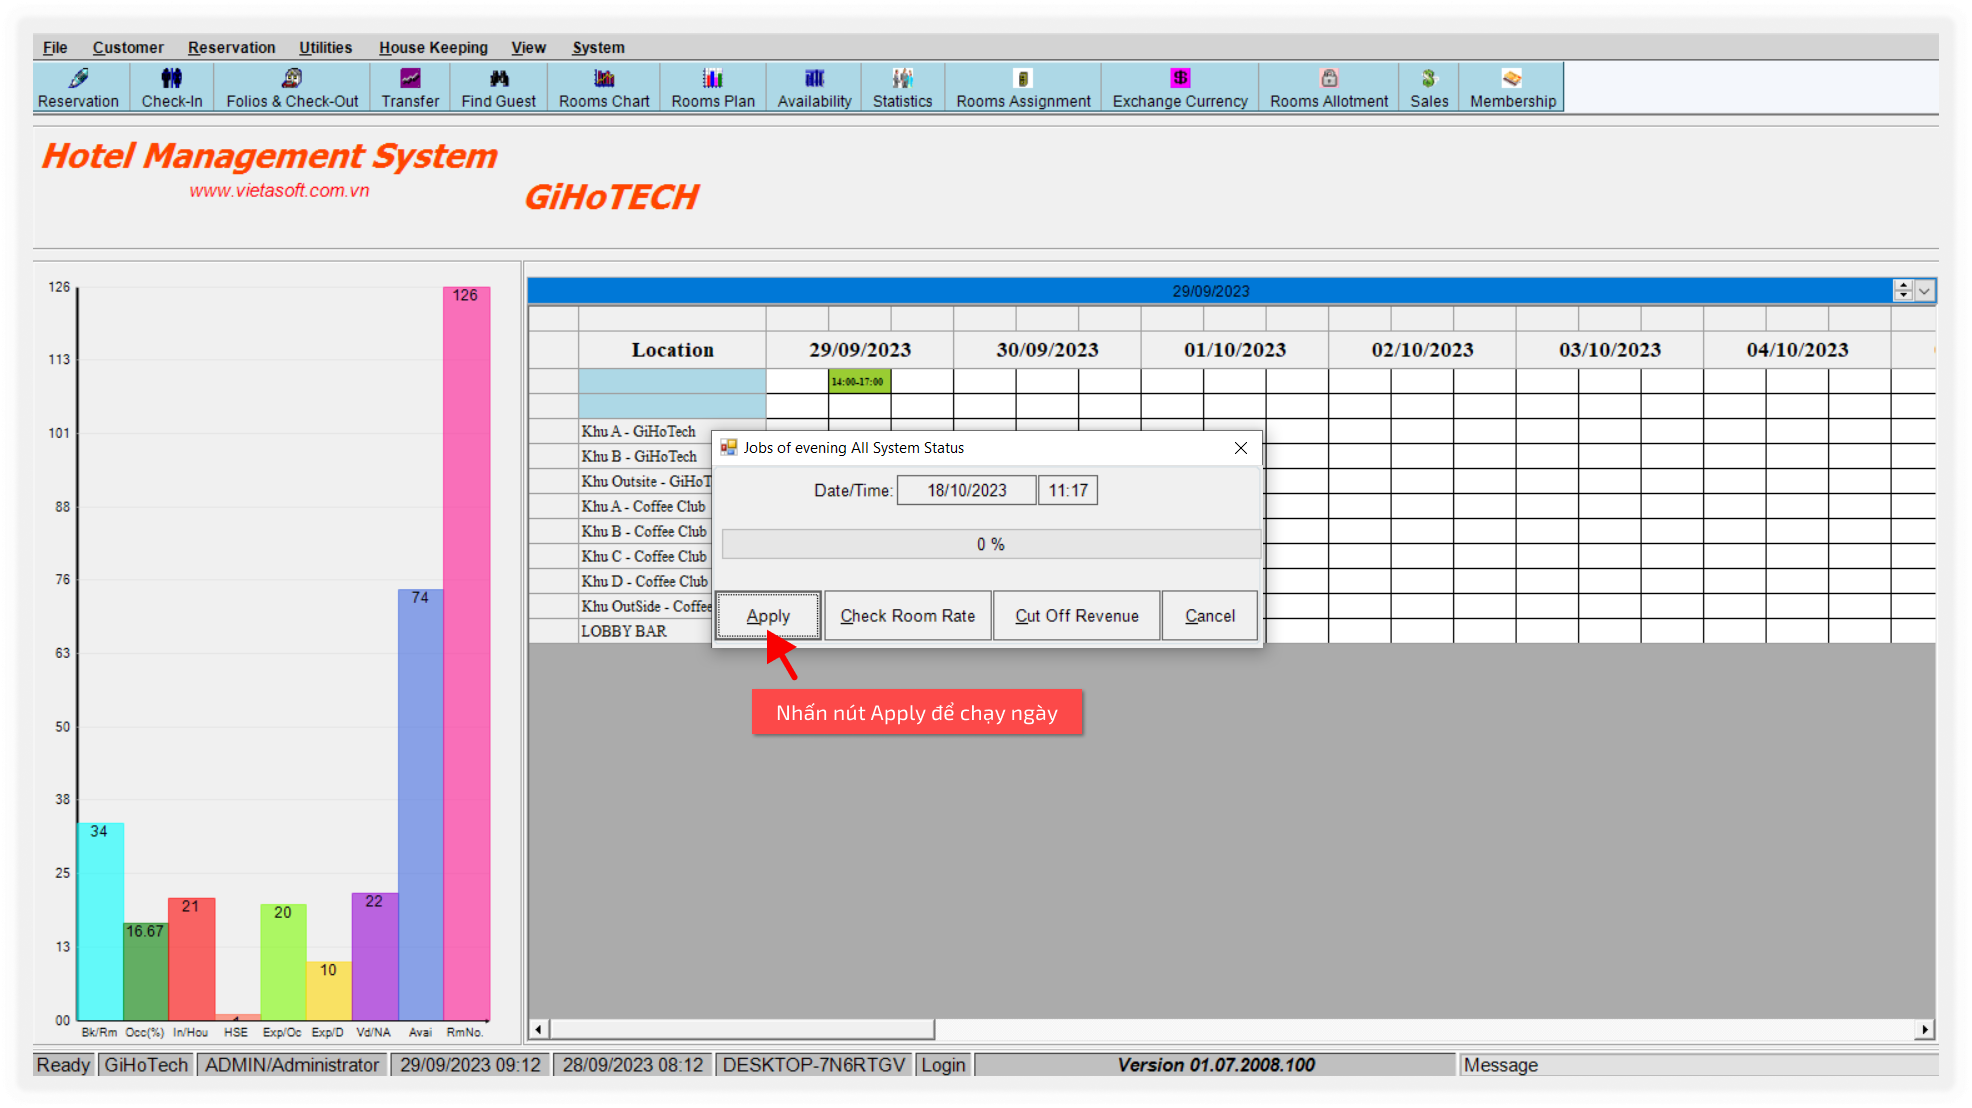 File Customer Reservation Utilities House Keeping View System
Reservation Check-In Folios & Check-Out Transfer Find Guest Rooms Chart Rooms Plan Availability Statistics Rooms Assignment Exchange Currency Rooms Allotment Sales Membership
Hotel Management System
www.vietasoft.com.vn
GiHoTECH
29/09/2023
Location 29/09/2023 30/09/2023 01/10/2023 02/10/2023 03/10/2023 04/10/2023
14:00-17:00
Khu A - GiHoTech
Khu B - GiHoTech
Khu Outsite - GiHoT
Khu A - Coffee Club
Khu B - Coffee Club
Khu C - Coffee Club
Khu D - Coffee Club
Khu OutSide - Coffee
LOBBY BAR
Jobs of evening All System Status
Date/Time: 18/10/2023 11:17
0 %
Apply Check Room Rate Cut Off Revenue Cancel
Nhấn nút Apply để chạy ngày
126
113
101
88
76
63
50
38
25
13
00
34
16.67
21
20
10
22
74
126
Bk/Rm Occ(%) In/Hou HSE Exp/Oc Exp/D Vd/NA Avai RmNo.
Ready GiHoTech ADMIN/Administrator 29/09/2023 09:12 28/09/2023 08:12 DESKTOP-7N6RTGV Login Version 01.07.2008.100 Message